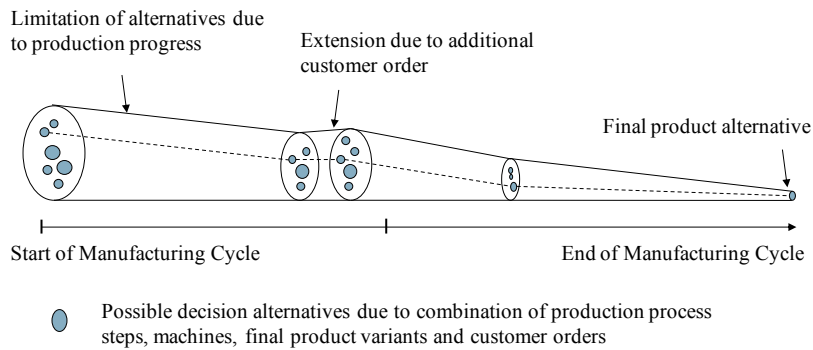 Limitation of alternatives due
to production progress
Extension due to additional
customer order
Final product alternative
Start of Manufacturing Cycle
End of Manufacturing Cycle
Possible decision alternatives due to combination of production process
steps, machines, final product variants and customer orders